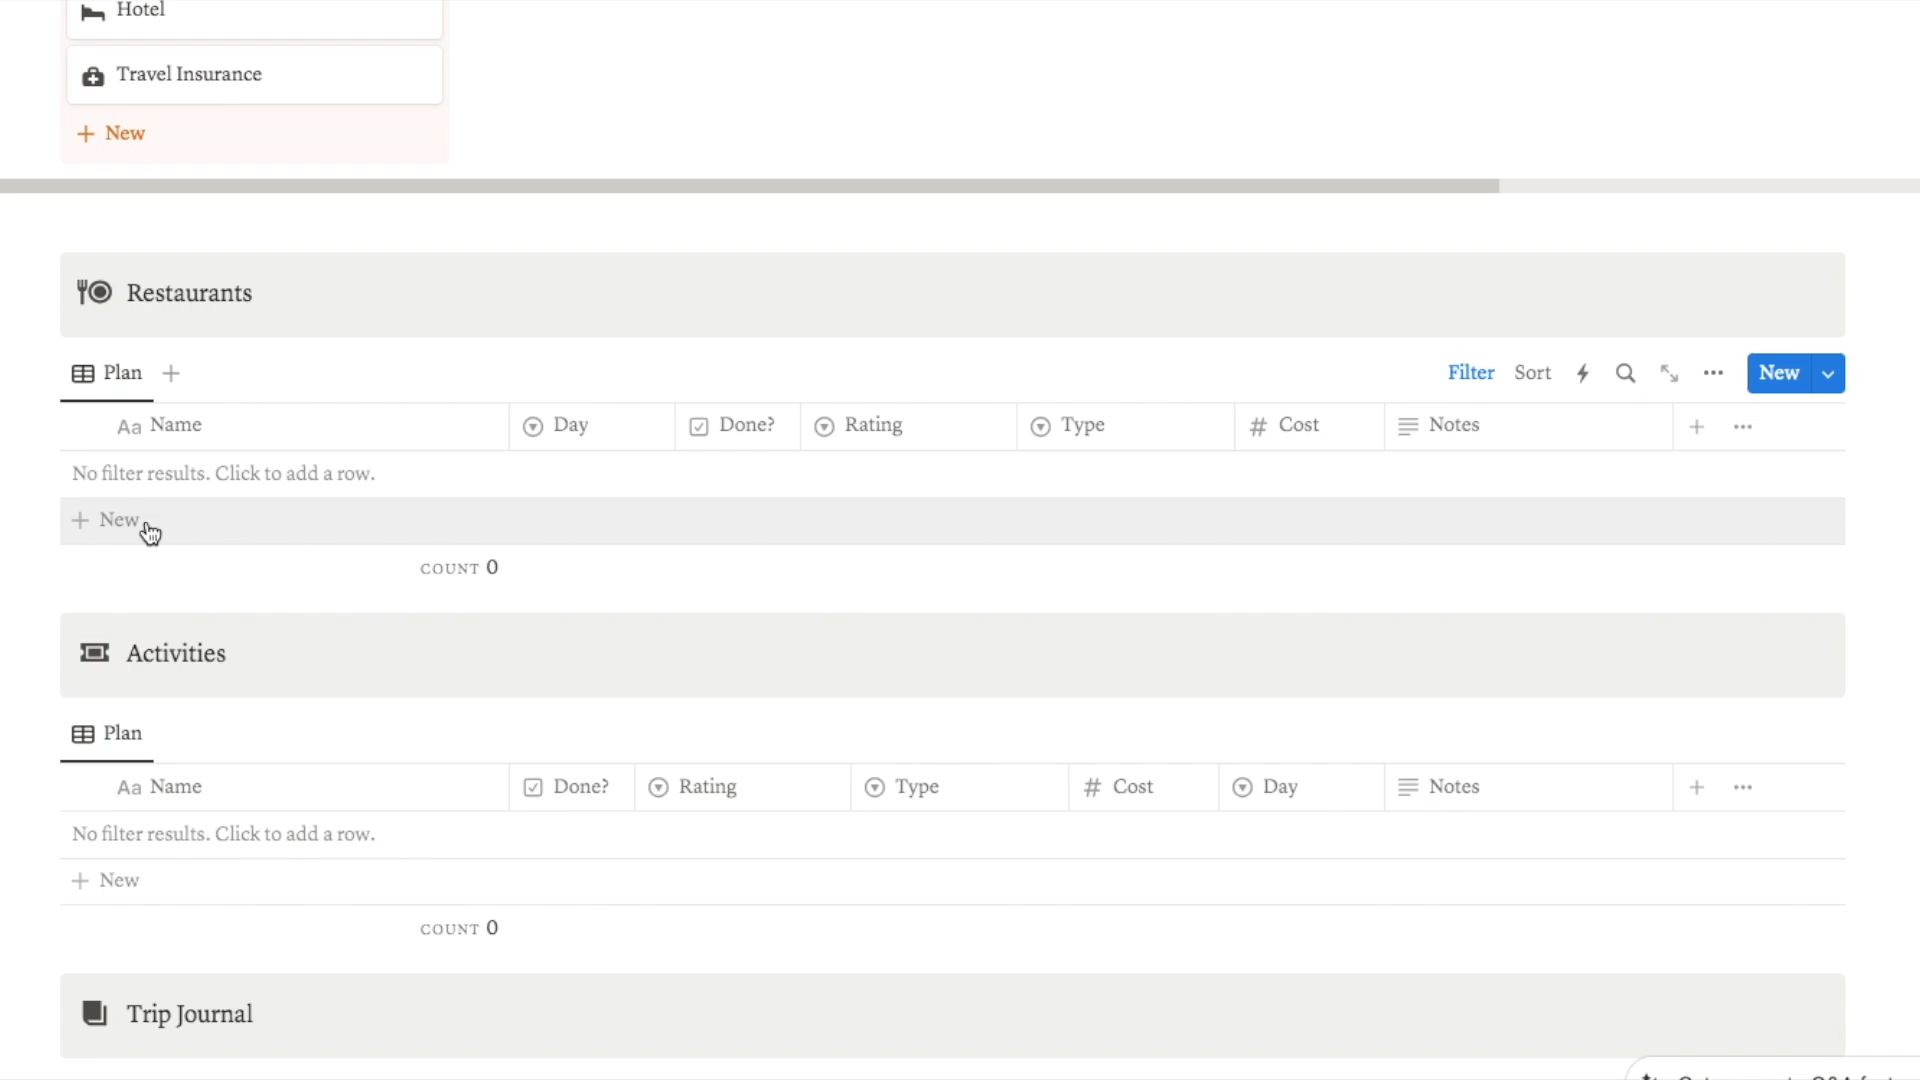 Hotel
Travel Insurance
+ New
Restaurants
Plan +
Filter Sort New
Aa Name Day Done? Rating Type # Cost Notes + ...
No filter results. Click to add a row.
+ New
COUNT 0
Activities
Plan
Aa Name Done? Rating Type # Cost Day Notes + ...
No filter results. Click to add a row.
+ New
COUNT 0
Trip Journal